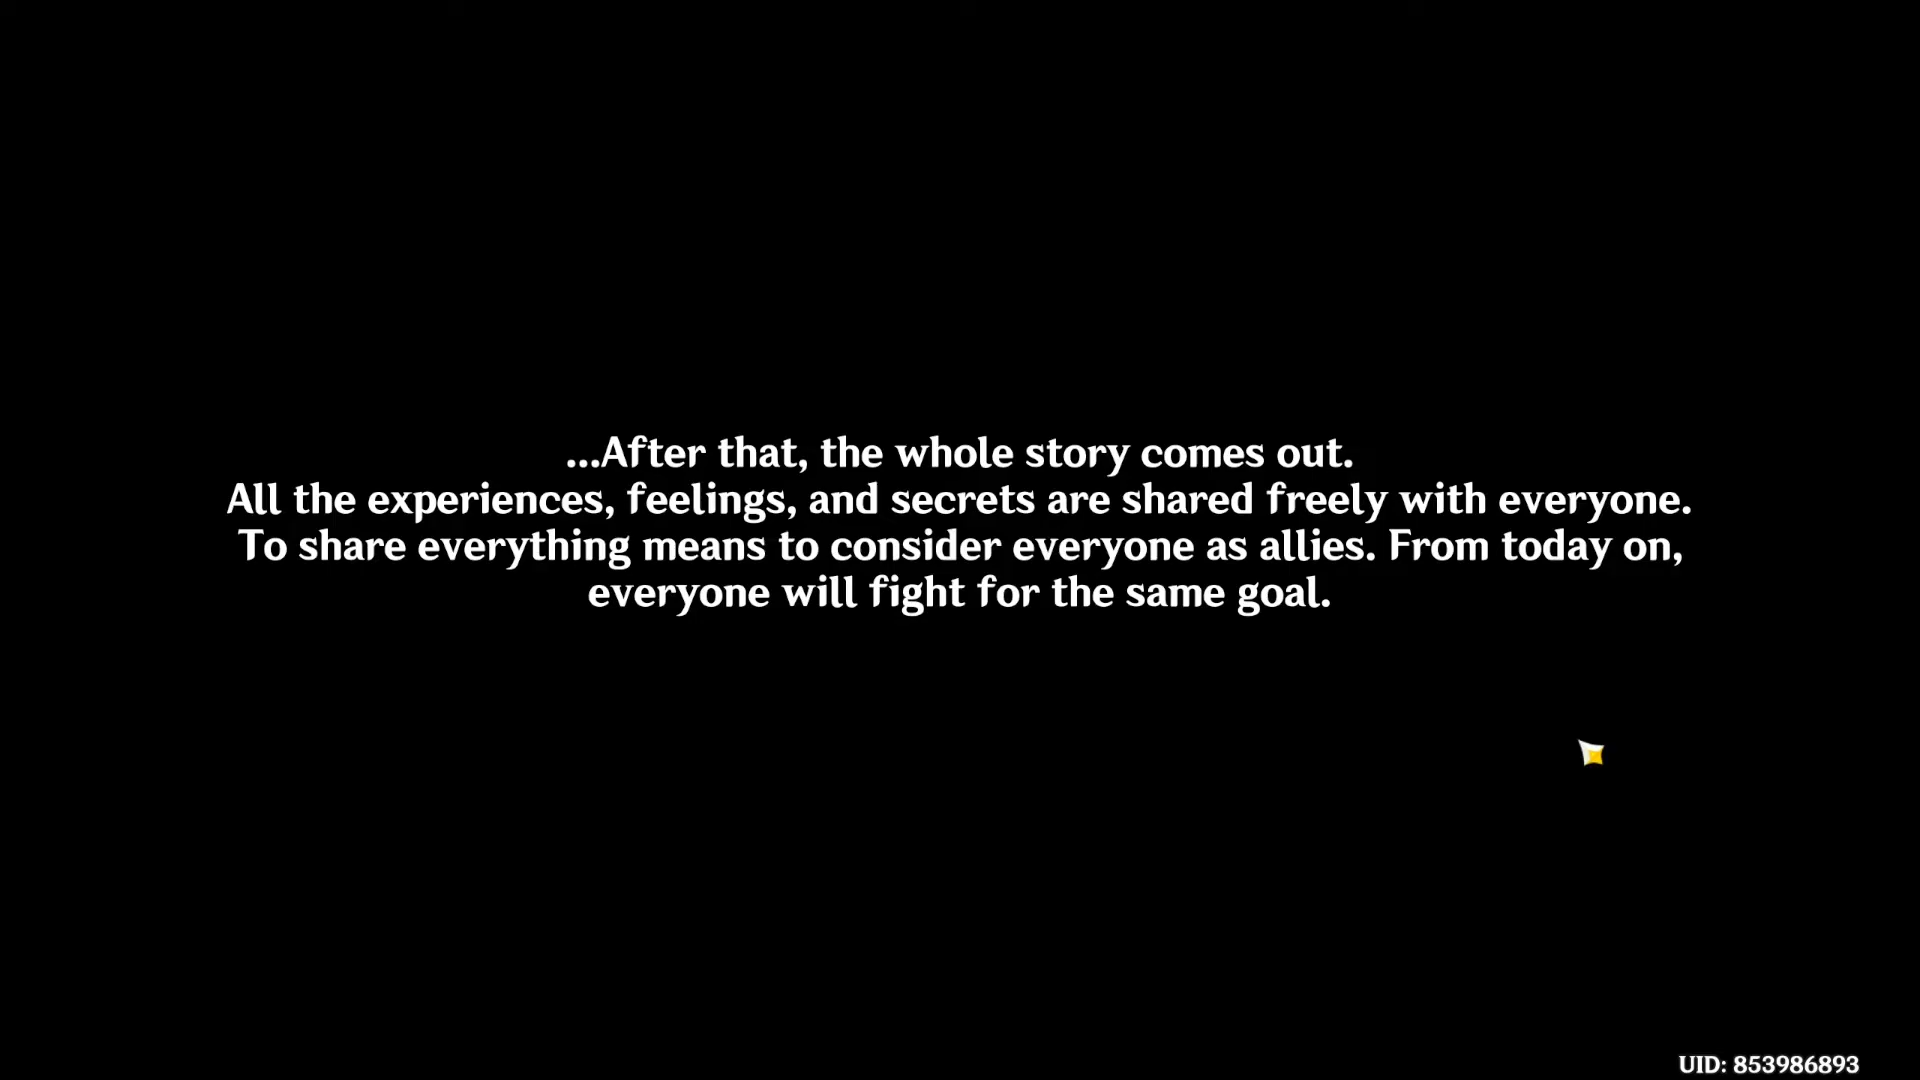 ...After that, the whole story comes out.
All the experiences, feelings, and secrets are shared freely with everyone.
To share everything means to consider everyone as allies. From today on,
everyone will fight for the same goal.
UID: 853986893